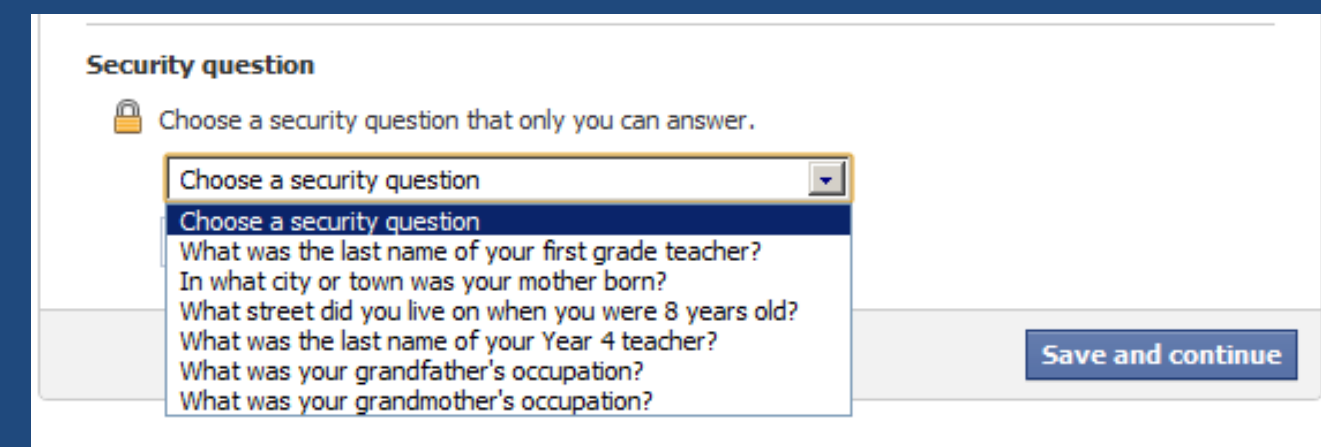 Security question
Choose a security question that only you can answer.
Choose a security question
Choose a security question
What was the last name of your first grade teacher?
In what city or town was your mother born?
What street did you live on when you were 8 years old?
What was the last name of your Year 4 teacher?
What was your grandfather's occupation?
What was your grandmother's occupation?
Save and continue